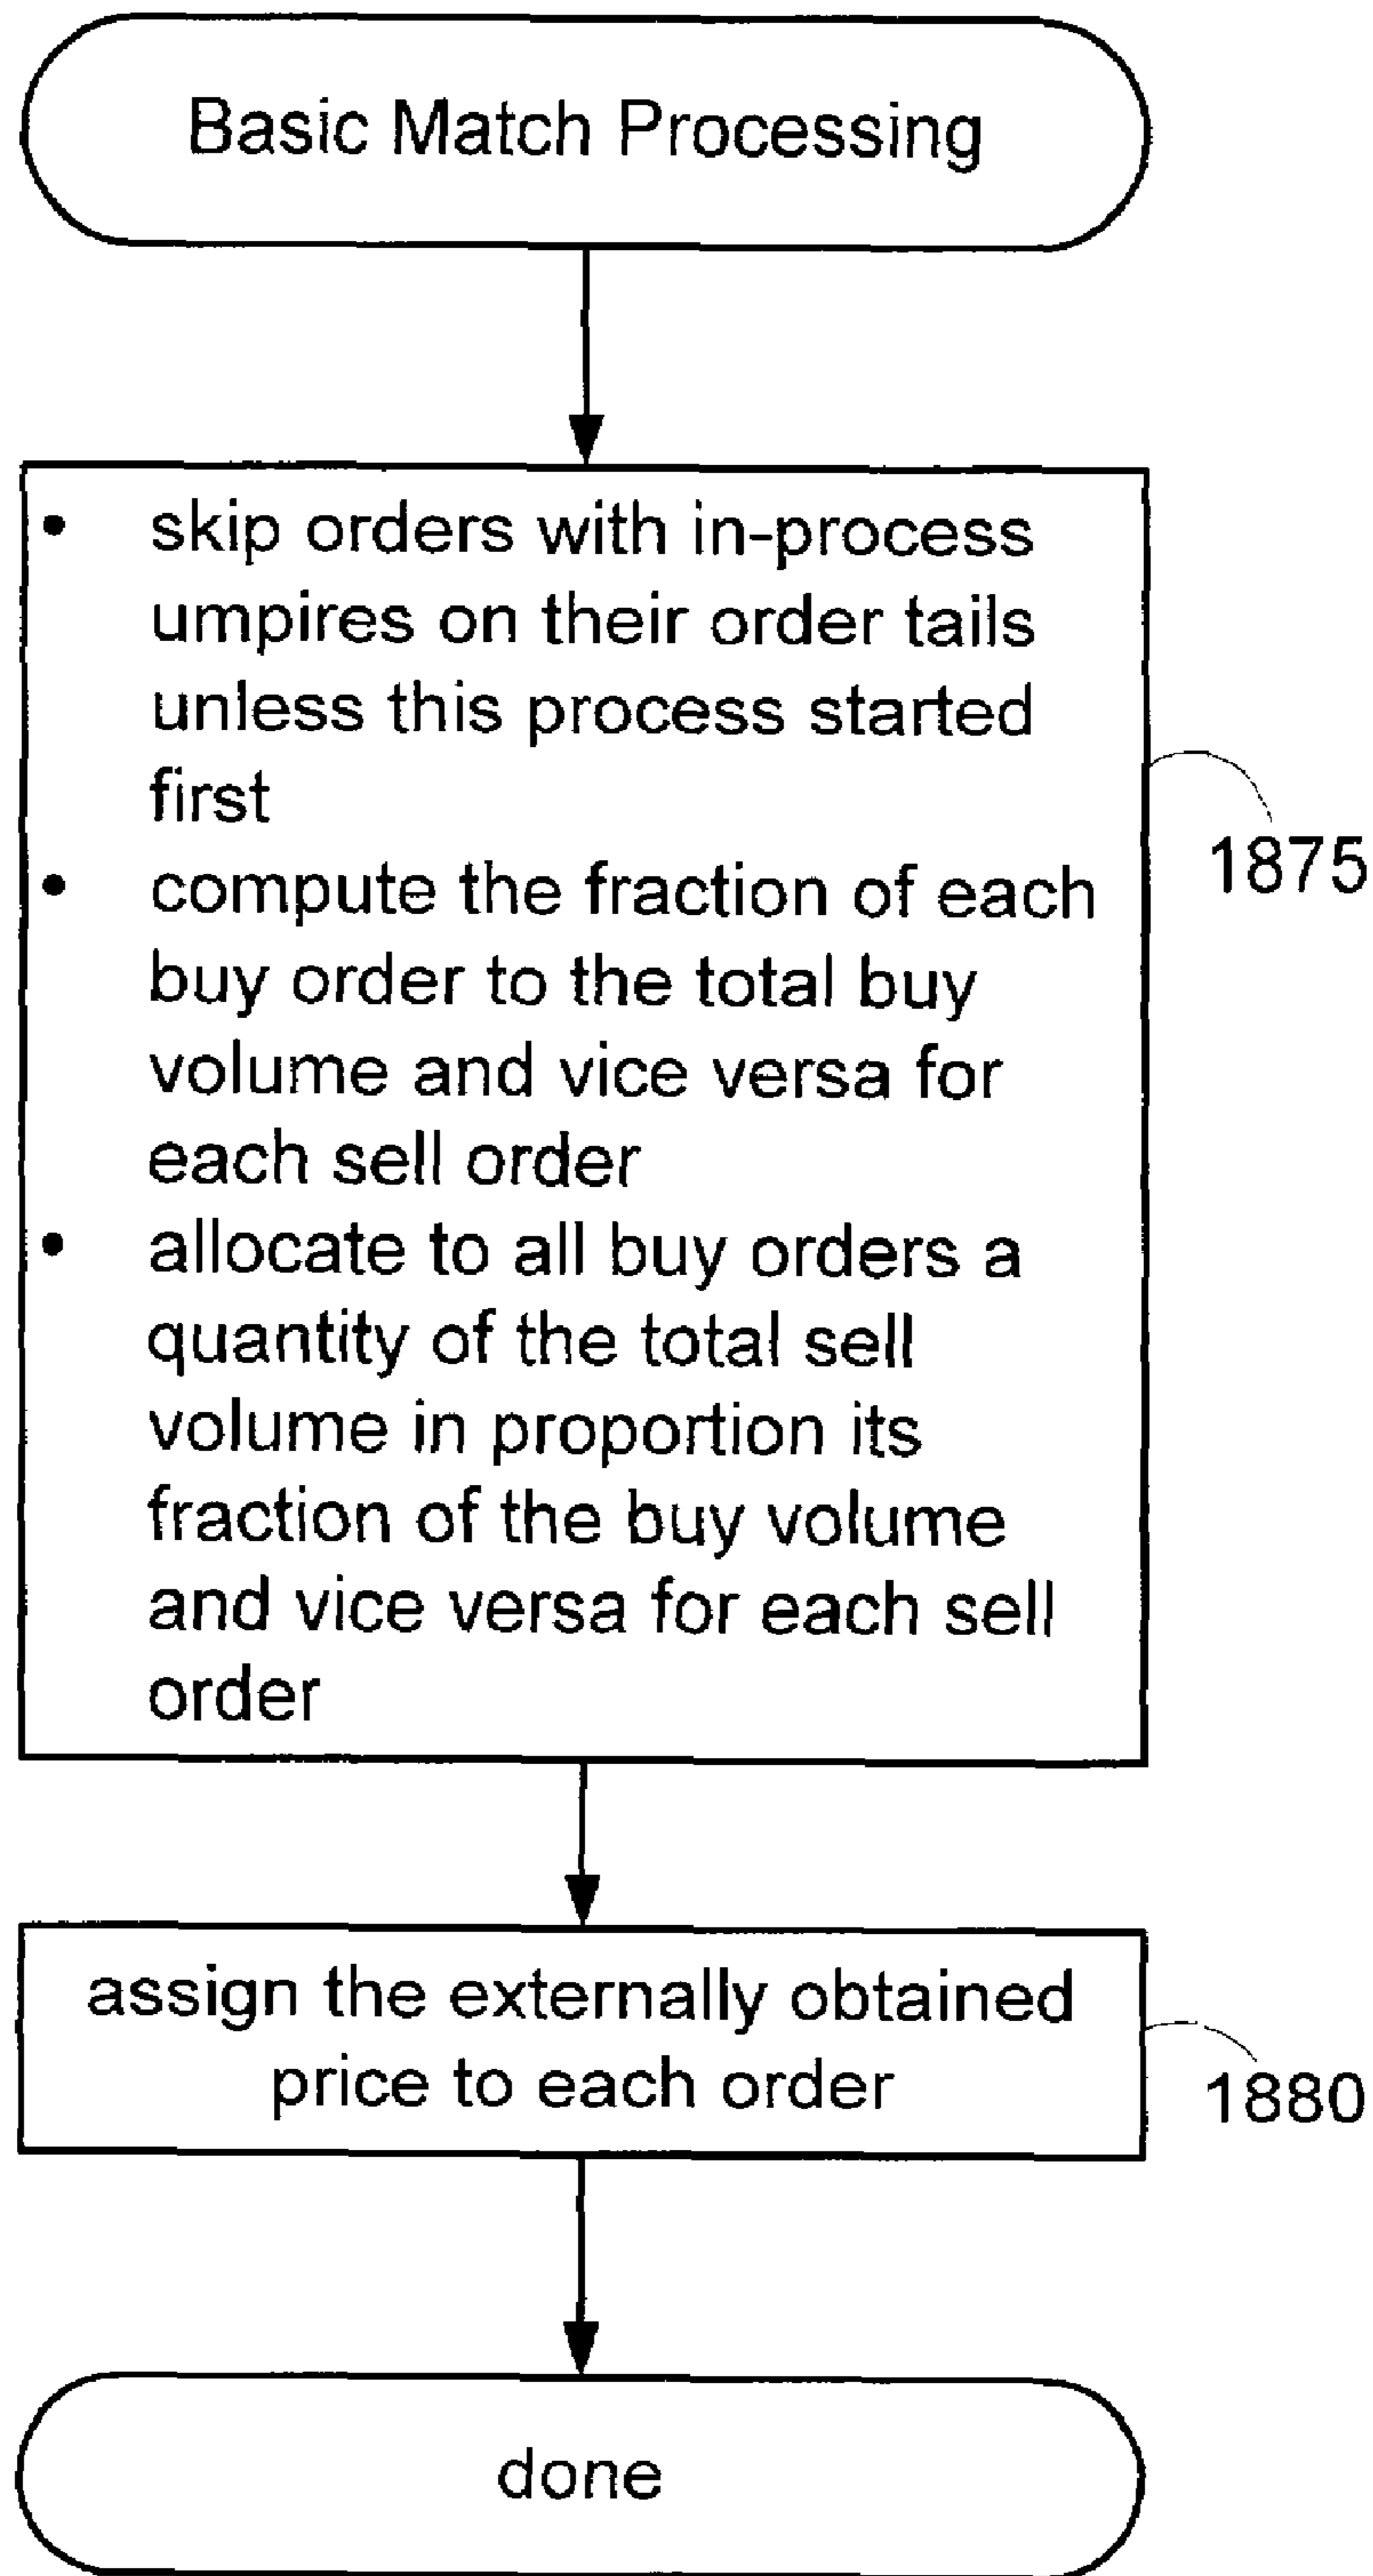 Basic Match Processing
• skip orders with in-process
umpires on their order tails
unless this process started
first
• compute the fraction of each
buy order to the total buy
volume and vice versa for
each sell order
• allocate to all buy orders a
quantity of the total sell
volume in proportion its
fraction of the buy volume
and vice versa for each sell
order
1875
assign the externally obtained
price to each order
1880
done